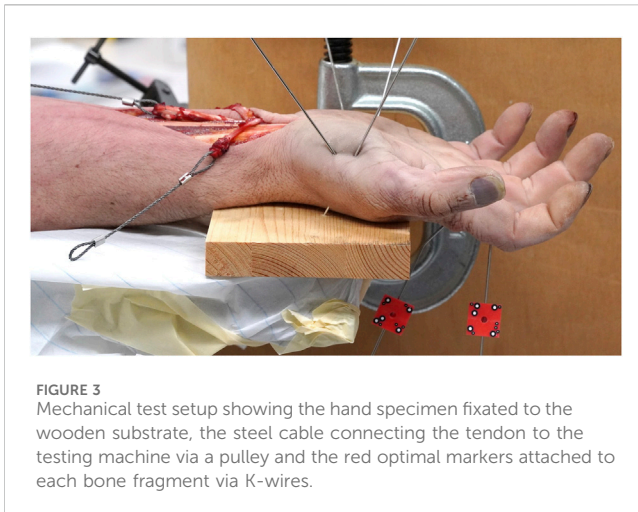 FIGURE 3
Mechanical test setup showing the hand specimen fixated to the
wooden substrate, the steel cable connecting the tendon to the
testing machine via a pulley and the red optimal markers attached to
each bone fragment via K-wires.